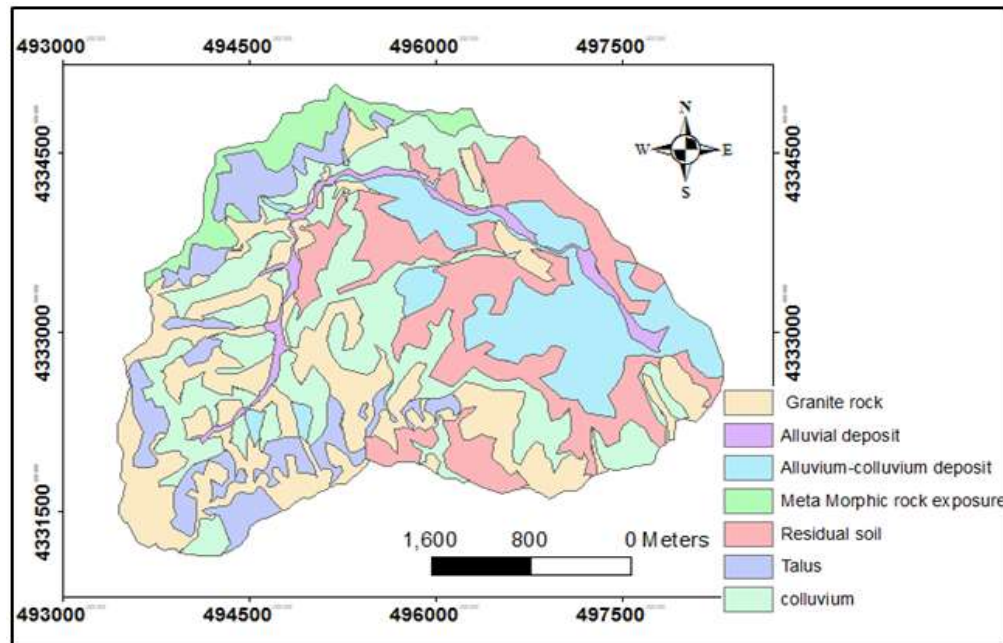 493000 494500 496000 497500
N
W E
S
4334500 4334500
4333000 4333000
4331500
1,600 800 0 Meters
493000 494500 496000 497500
Granite rock
Alluvial deposit
Alluvium-colluvium deposit
Meta Morphic rock exposure
Residual soil
Talus
colluvium